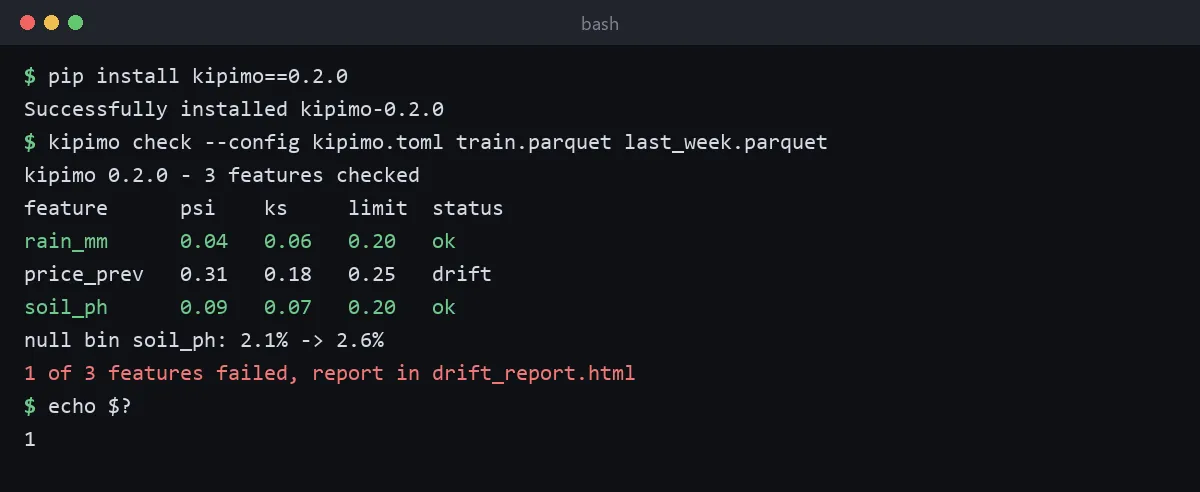 bash
$ pip install kipimo==0.2.0
Successfully installed kipimo-0.2.0
$ kipimo check --config kipimo.toml train.parquet last_week.parquet
kipimo 0.2.0 - 3 features checked
feature      psi    ks     limit  status
rain_mm      0.04   0.06   0.20   ok
price_prev   0.31   0.18   0.25   drift
soil_ph      0.09   0.07   0.20   ok
null bin soil_ph: 2.1% -> 2.6%
1 of 3 features failed, report in drift_report.html
$ echo $?
1